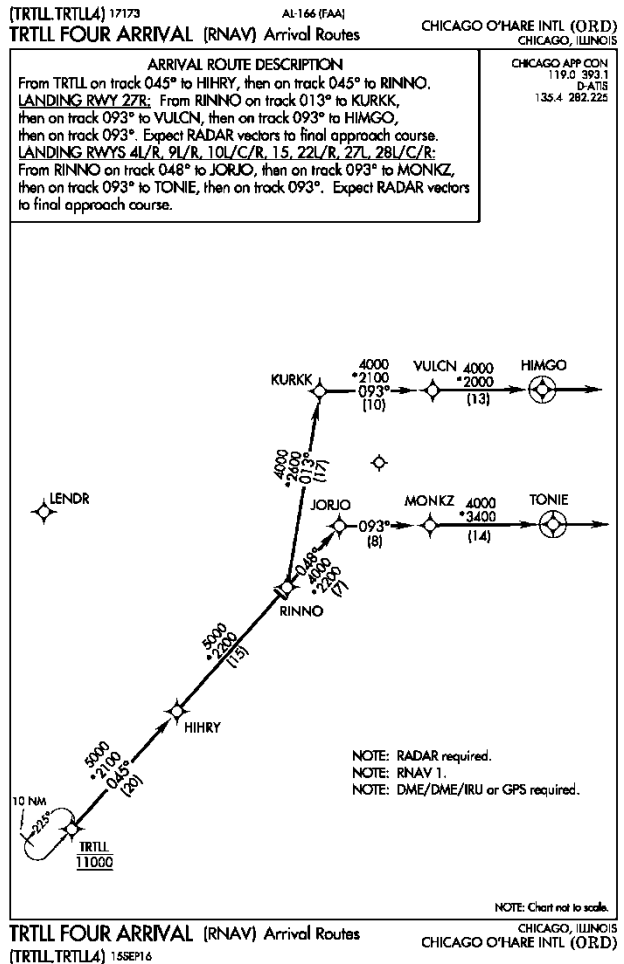 (TRTLL.TRTLL4) 17173
AL-166 (FAA)
TRTLL FOUR ARRIVAL (RNAV) Arrival Routes
CHICAGO O'HARE INTL (ORD)
CHICAGO, ILLINOIS
ARRIVAL ROUTE DESCRIPTION
From TRTLL on track 045° to HIHRY, then on track 045° to RINNO.
LANDING RWY 27R: From RINNO on track 013° to KURKK,
then on track 093° to VULCN, then on track 093° to HIMGO,
then on track 093°. Expect RADAR vectors to final approach course.
LANDING RWYS 4L/R, 9L/R, 10L/C/R, 15, 22L/R, 27L, 28L/C/R:
From RINNO on track 048° to JORJO, then on track 093° to MONKZ,
then on track 093° to TONIE, then on track 093°. Expect RADAR vectors
to final approach course.
CHICAGO APP CON
119.0 393.1
D-ATIS
135.4 282.225
KURKK
4000
*2100
093°
(10)
VULCN
4000
*2000
(13)
HIMGO
4000
*2600
013°
(17)
LENDR
JORJO
093°
(8)
MONKZ
4000
*3400
(14)
TONIE
048°
4000
*2200
(7)
RINNO
5000
*2200
(15)
HIHRY
5000
*2100
045°
(20)
10 NM
225°
TRTLL
11000
NOTE: RADAR required.
NOTE: RNAV 1.
NOTE: DME/DME/IRU or GPS required.
NOTE: Chart not to scale.
TRTLL FOUR ARRIVAL (RNAV) Arrival Routes
(TRTLL.TRTLL4) 15SEP16
CHICAGO, ILLINOIS
CHICAGO O'HARE INTL (ORD)